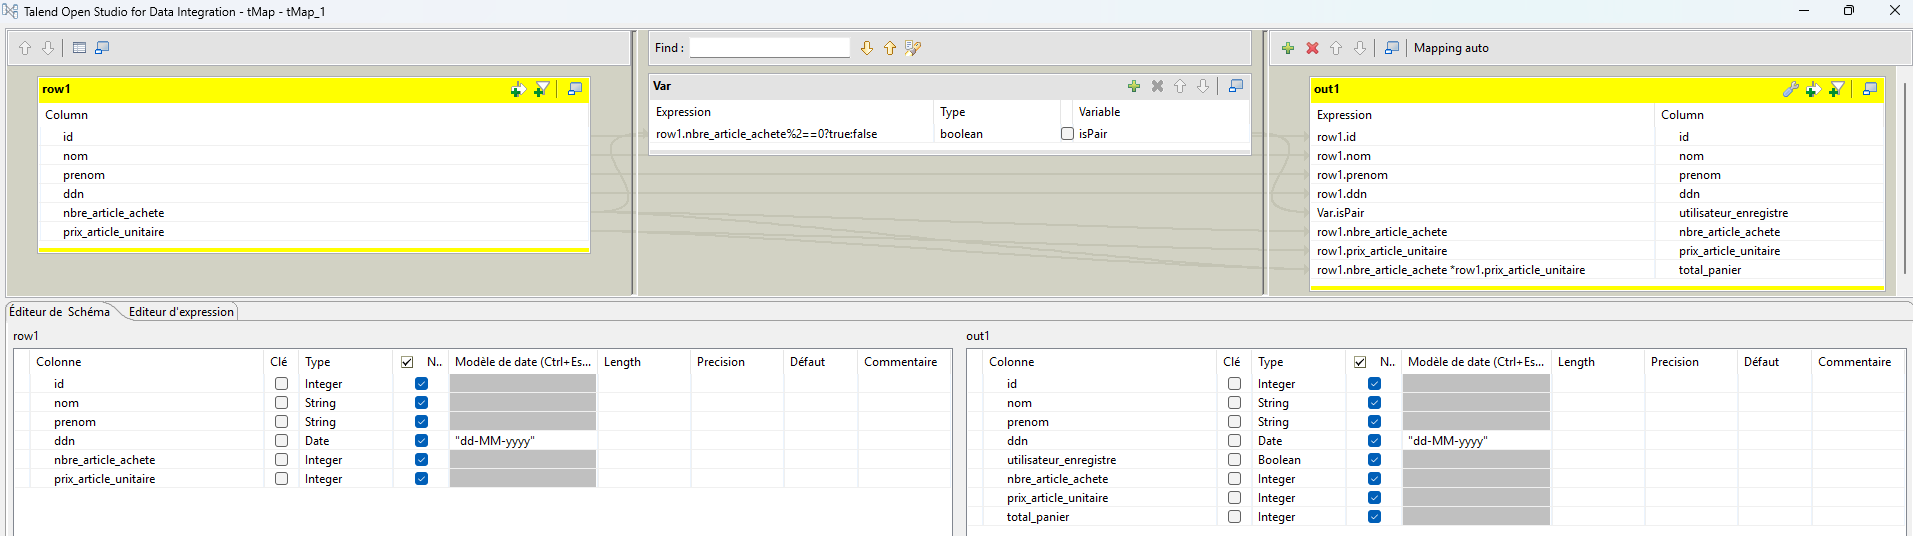 Talend Open Studio for Data Integration - tMap - tMap_1
Find :
Mapping auto
row1
Column
id
nom
prenom
ddn
nbre_article_achete
prix_article_unitaire
Var
Expression Type Variable
row1.nbre_article_achete%2==0?true:false boolean isPair
out1
Expression Column
row1.id id
row1.nom nom
row1.prenom prenom
row1.ddn ddn
Var.isPair utilisateur_enregistre
row1.nbre_article_achete nbre_article_achete
row1.prix_article_unitaire prix_article_unitaire
row1.nbre_article_achete *row1.prix_article_unitaire total_panier
Éditeur de Schéma Editeur d'expression
row1
Colonne Clé Type N.. Modèle de date (Ctrl+Es... Length Precision Défaut Commentaire
id Integer
nom String
prenom String
ddn Date "dd-MM-yyyy"
nbre_article_achete Integer
prix_article_unitaire Integer
out1
Colonne Clé Type N.. Modèle de date (Ctrl+Es... Length Precision Défaut Commentaire
id Integer
nom String
prenom String
ddn Date "dd-MM-yyyy"
utilisateur_enregistre Boolean
nbre_article_achete Integer
prix_article_unitaire Integer
total_panier Integer